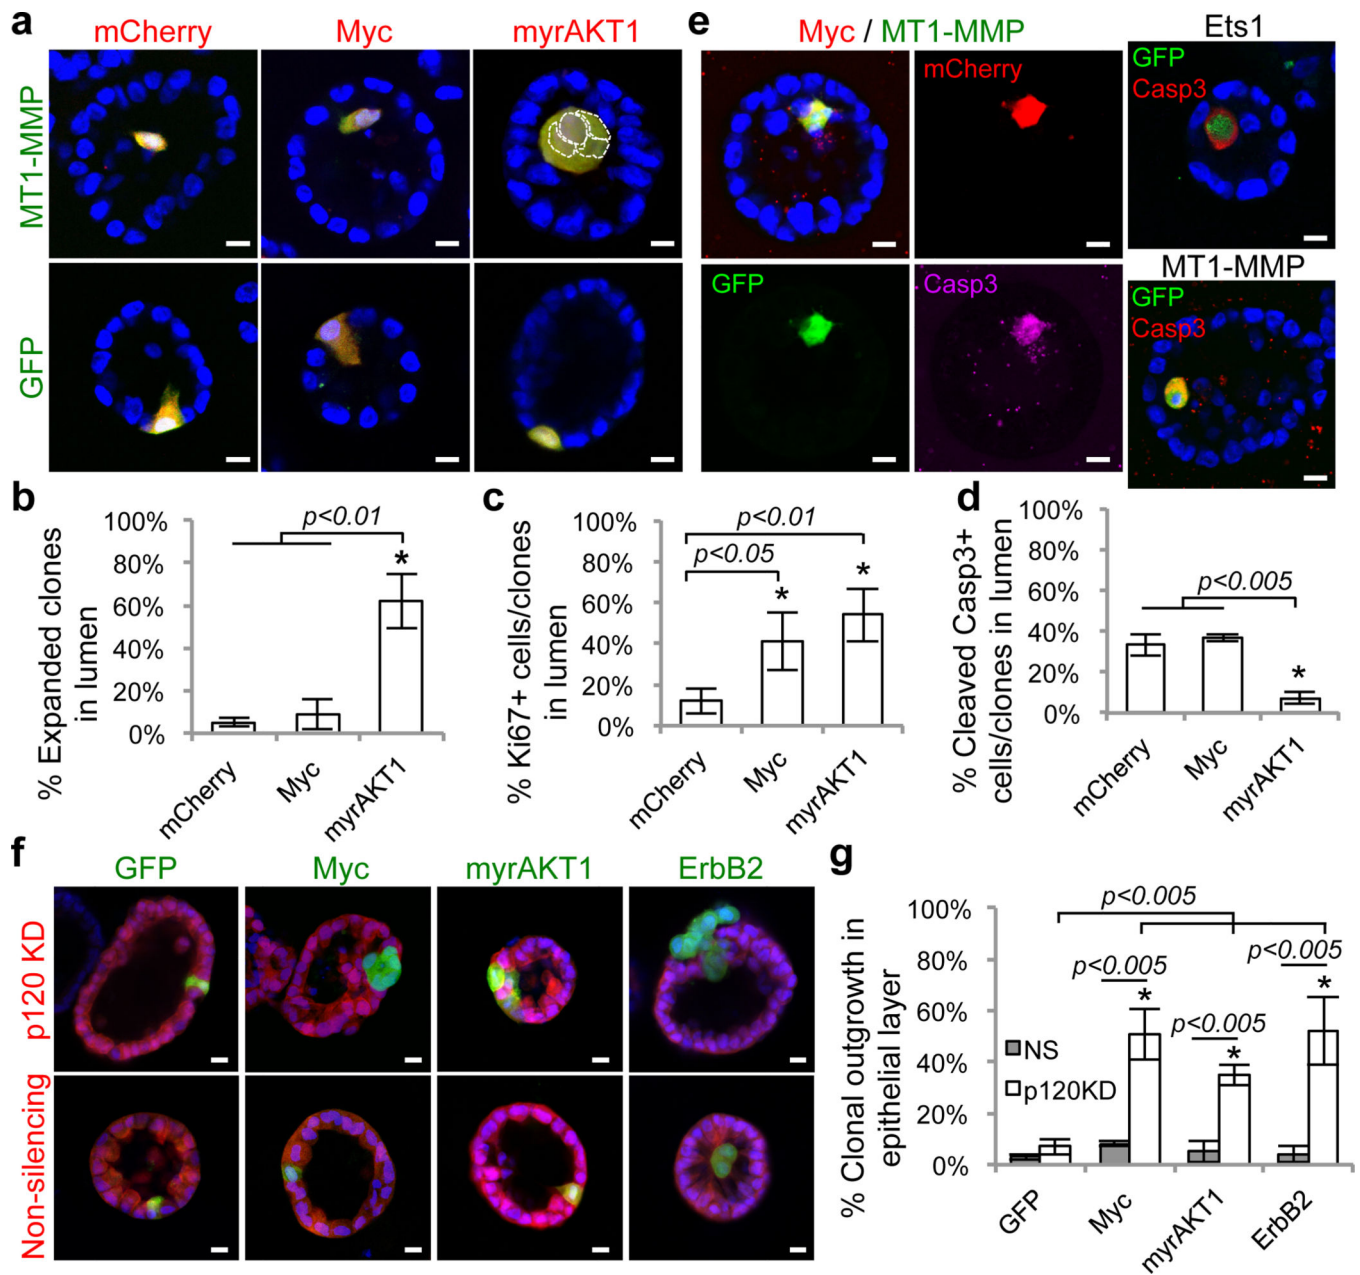 a
mCherry
Myc
myrAKT1
MT1-MMP
GFP
e
Myc / MT1-MMP
mCherry
GFP
Casp3
Ets1
GFP
Casp3
MT1-MMP
GFP
Casp3
b
% Expanded clones
in lumen
100%
80%
60%
40%
20%
0%
p<0.01
*
mCherry
Myc
myrAKT1
c
% Ki67+ cells/clones
in lumen
100%
80%
60%
40%
20%
0%
p<0.01
p<0.05
*
*
mCherry
Myc
myrAKT1
d
% Cleaved Casp3+
cells/clones in lumen
100%
80%
60%
40%
20%
0%
p<0.005
*
mCherry
Myc
myrAKT1
f
GFP
Myc
myrAKT1
ErbB2
p120 KD
Non-silencing
g
% Clonal outgrowth in
epithelial layer
100%
80%
60%
40%
20%
0%
p<0.005
p<0.005
p<0.005
p<0.005
*
*
*
NS
p120KD
GFP
Myc
myrAKT1
ErbB2